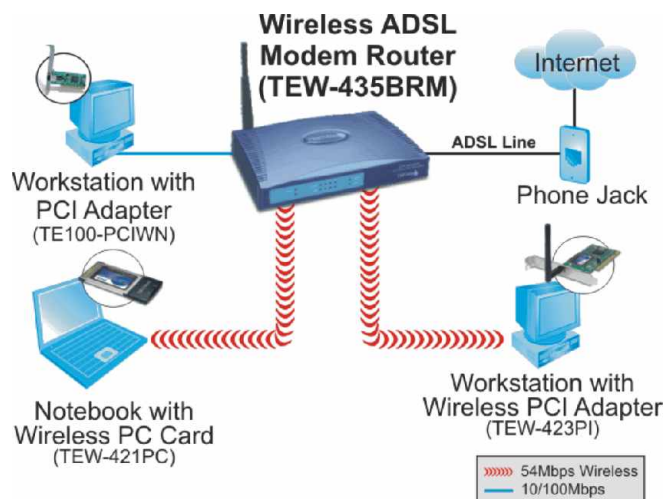 Wireless ADSL
Modem Router
(TEW-435BRM)
Internet
ADSL Line
Phone Jack
Workstation with
PCI Adapter
(TE100-PCIWN)
Notebook with
Wireless PC Card
(TEW-421PC)
Workstation with
Wireless PCI Adapter
(TEW-423PI)
54Mbps Wireless
10/100Mbps